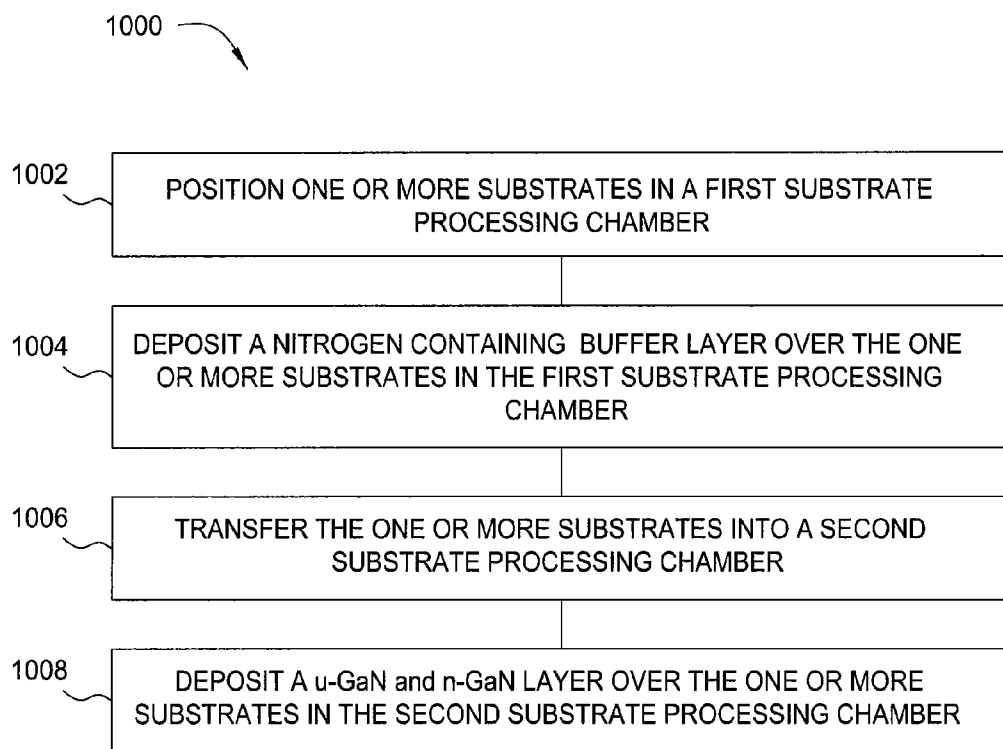 1000
1002
POSITION ONE OR MORE SUBSTRATES IN A FIRST SUBSTRATE
PROCESSING CHAMBER
1004
DEPOSIT A NITROGEN CONTAINING BUFFER LAYER OVER THE ONE
OR MORE SUBSTRATES IN THE FIRST SUBSTRATE PROCESSING
CHAMBER
1006
TRANSFER THE ONE OR MORE SUBSTRATES INTO A SECOND
SUBSTRATE PROCESSING CHAMBER
1008
DEPOSIT A u-GaN and n-GaN LAYER OVER THE ONE OR MORE
SUBSTRATES IN THE SECOND SUBSTRATE PROCESSING CHAMBER